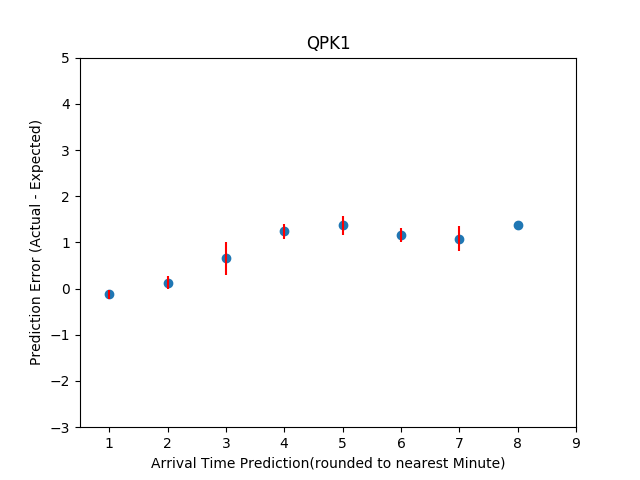 QPK1
Prediction Error (Actual - Expected)
5
4
3
2
1
0
−1
−2
−3
1 2 3 4 5 6 7 8 9
Arrival Time Prediction(rounded to nearest Minute)